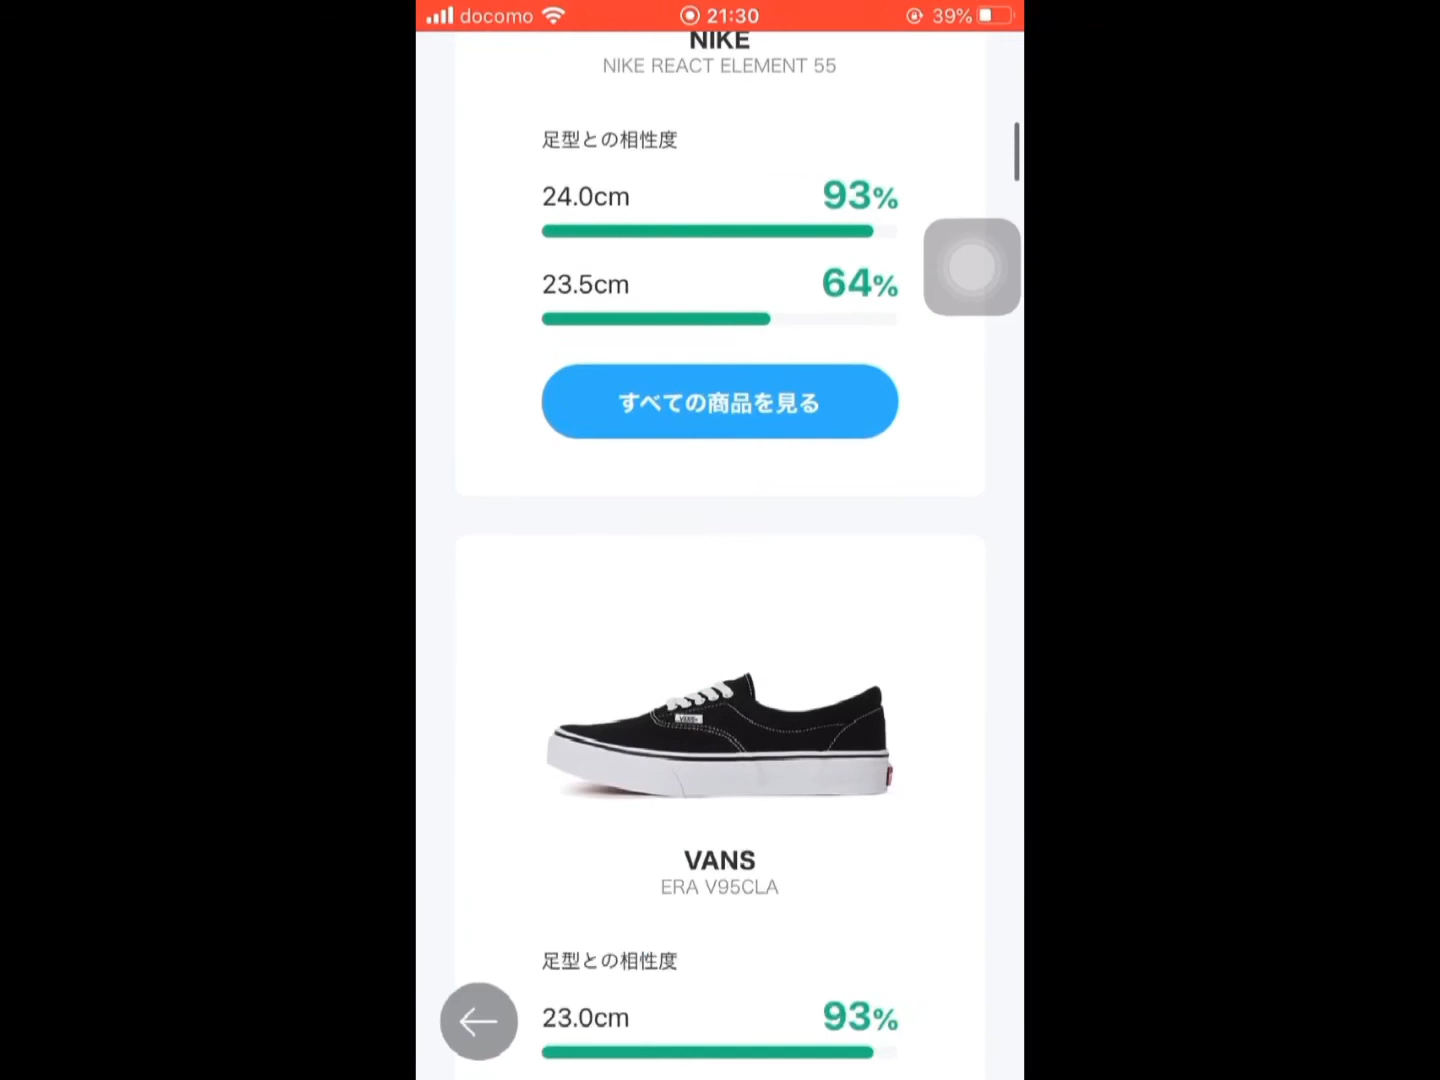 docomo 21:30 39%
NIKE
NIKE REACT ELEMENT 55
足型との相性度
24.0cm 93%
23.5cm 64%
すべての商品を見る
VANS
VANS
ERA V95CLA
足型との相性度
23.0cm 93%